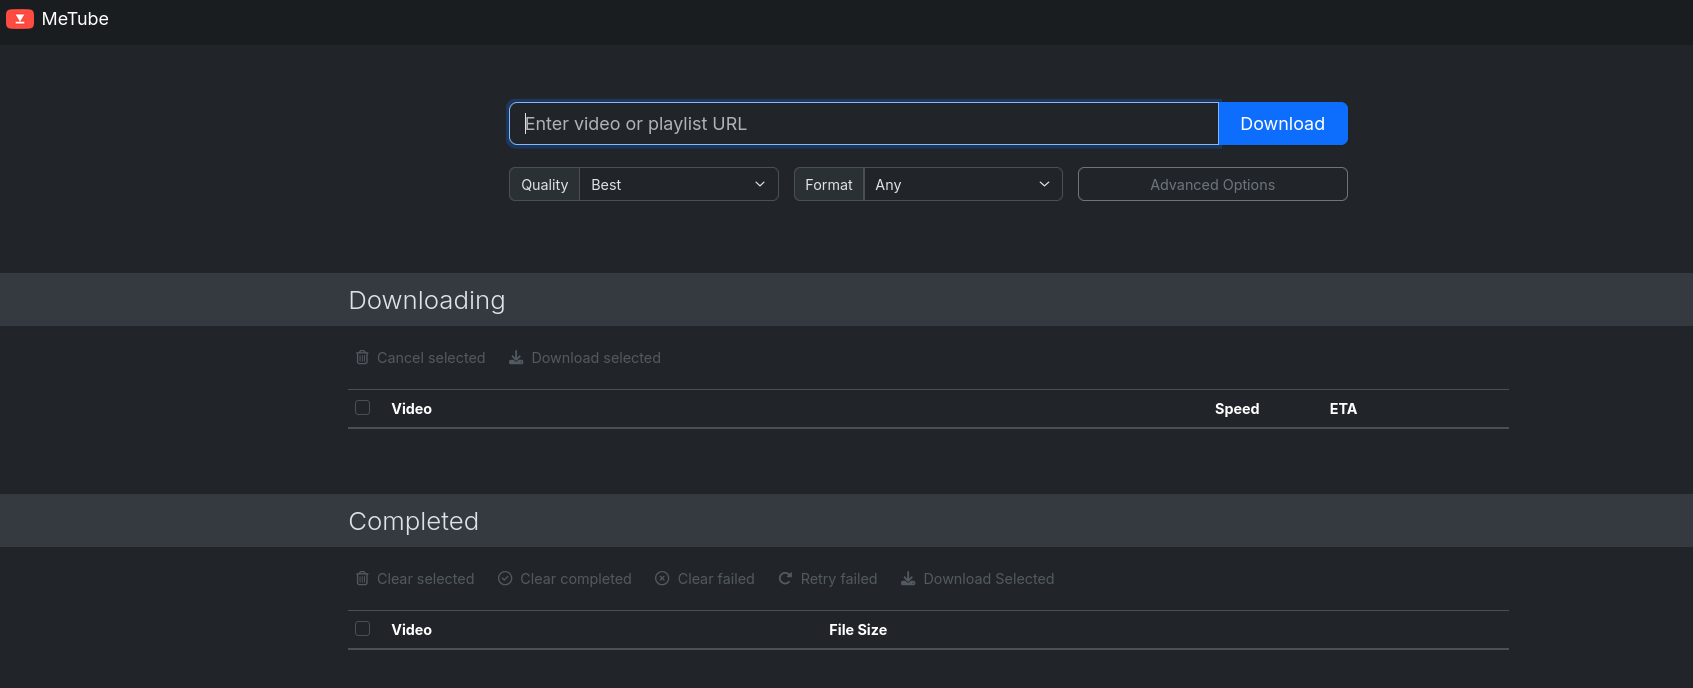 MeTube
Enter video or playlist URL
Download
Quality Best Format Any Advanced Options
Downloading
Cancel selected Download selected
Video Speed ETA
Completed
Clear selected Clear completed Clear failed Retry failed Download Selected
Video File Size